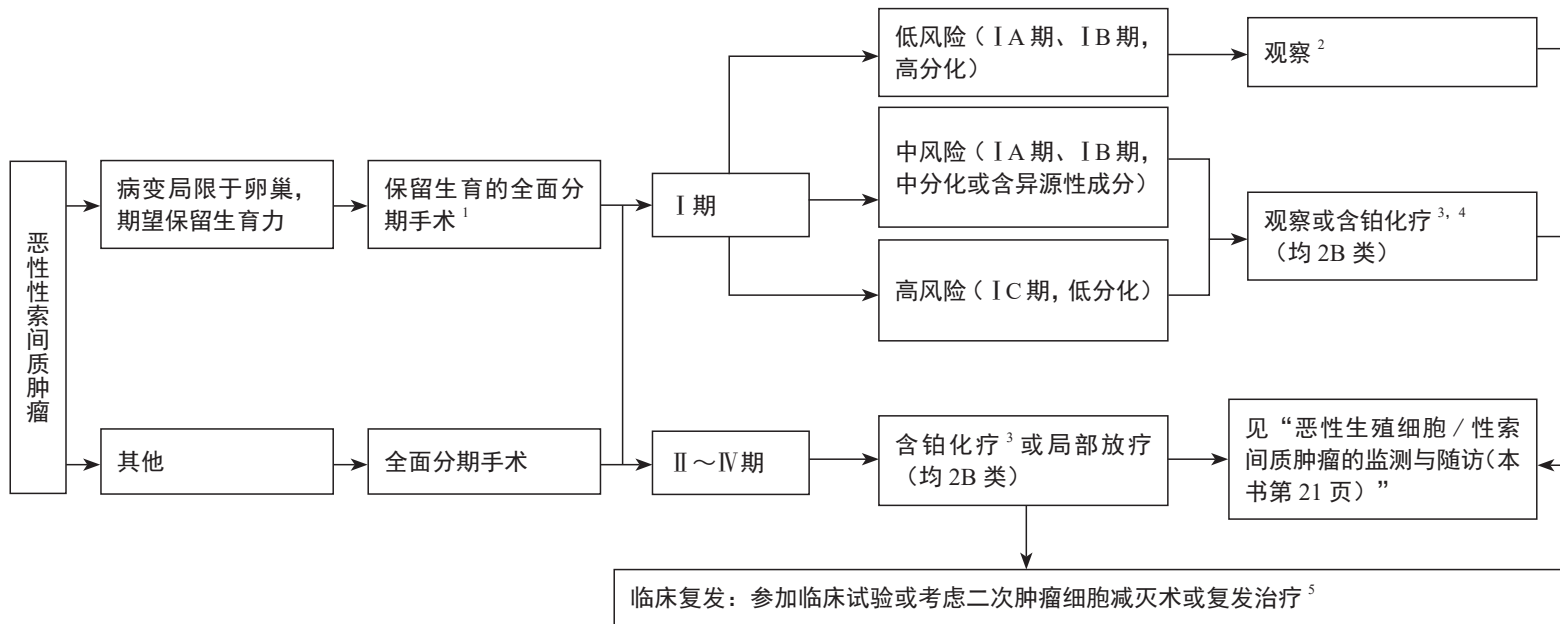 恶性性索间质肿瘤
病变局限于卵巢，
期望保留生育力
保留生育的全面分
期手术 1
Ⅰ期
低风险（ⅠA期、ⅠB期，
高分化）
观察 2
中风险（ⅠA期、ⅠB期，
中分化或含异源性成分）
高风险（ⅠC期，低分化）
观察或含铂化疗 3, 4
（均 2B 类）
其他
全面分期手术
Ⅱ～Ⅳ期
含铂化疗 3 或局部放疗
（均 2B 类）
见“恶性生殖细胞 / 性索
间质肿瘤的监测与随访（本
书第 21 页）”
临床复发：参加临床试验或考虑二次肿瘤细胞减灭术或复发治疗 5